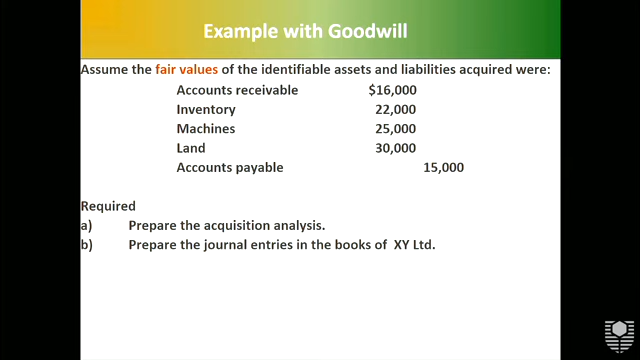 Example with Goodwill
Assume the fair values of the identifiable assets and liabilities acquired were:
Accounts receivable $16,000
Inventory 22,000
Machines 25,000
Land 30,000
Accounts payable 15,000
Required
a) Prepare the acquisition analysis.
b) Prepare the journal entries in the books of XY Ltd.